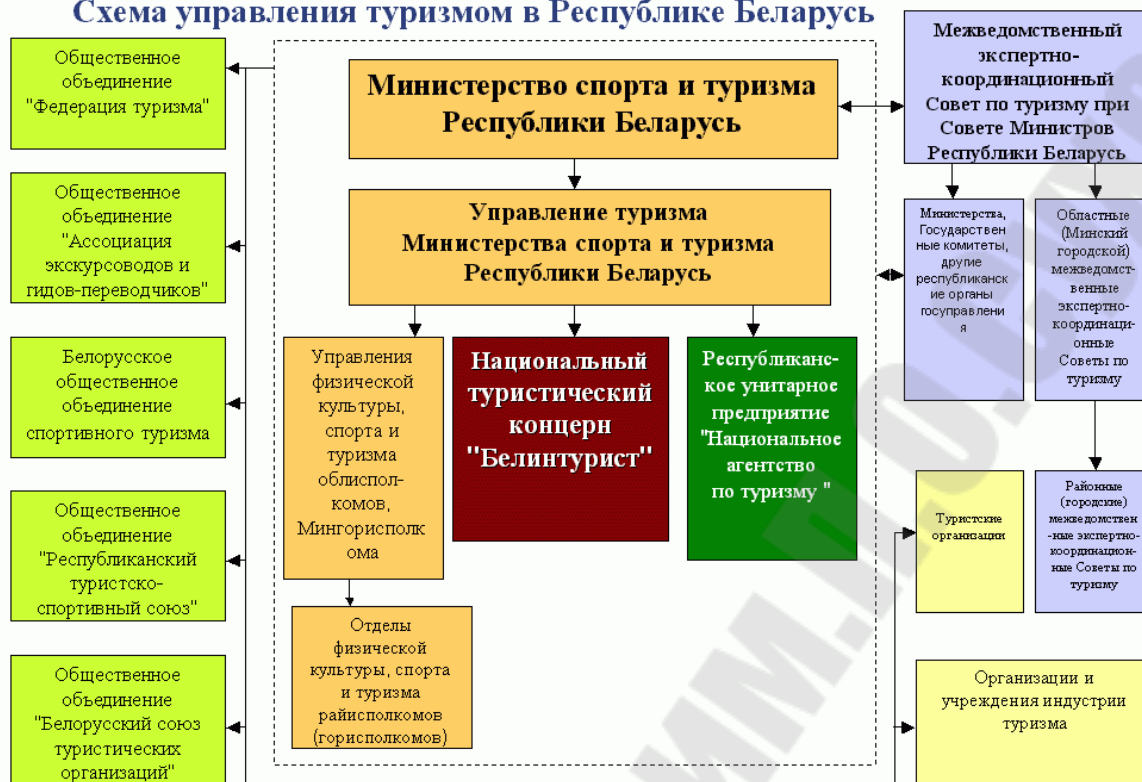 Схема управления туризмом в Республике Беларусь
Общественное
объединение
"Федерация туризма"
Общественное
объединение
"Ассоциация
экскурсоводов и
гидов-переводчиков"
Белорусское
общественное
объединение
спортивного туризма
Общественное
объединение
"Республиканский
туристско-
спортивный союз"
Общественное
объединение
"Белорусский союз
туристических
организаций"
Министерство спорта и туризма
Республики Беларусь
Управление туризма
Министерства спорта и туризма
Республики Беларусь
Управления
физической
культуры,
спорта и
туризма
облиспол-
комов,
Мингорисполк
ома
Национальный
туристический
концерн
"Белинтурист"
Республиканс-
кое унитарное
предприятие
"Национальное
агентство
по туризму "
Отделы
физической
культуры, спорта
и туризма
райисполкомов
(горисполкомов)
Межведомственный
экспертно-
координационный
Совет по туризму при
Совете Министров
Республики Беларусь
Министерства,
Государствен
ные комитеты,
другие
республиканск
ие органы
госуправлени
я
Областные
(Минский
городской)
межведомст-
венные
экспертно-
координаци-
онные
Советы по
туризму
Туристские
организации
Районные
(городские)
межведомствен
-ные экспертно-
координацион-
ные Советы по
туризму
Организации и
учреждения индустрии
туризма